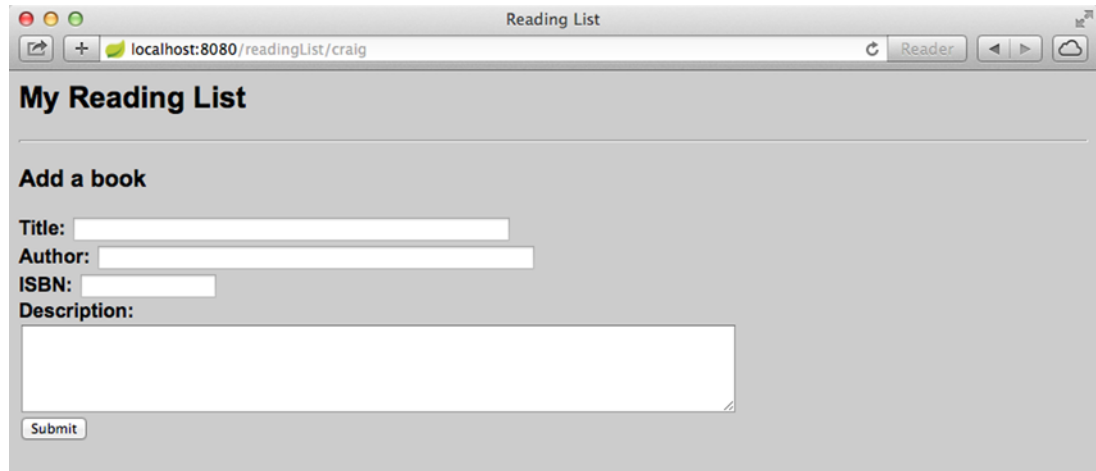 Reading List
localhost:8080/readingList/craig
Reader
My Reading List
Add a book
Title:
Author:
ISBN:
Description:
Submit